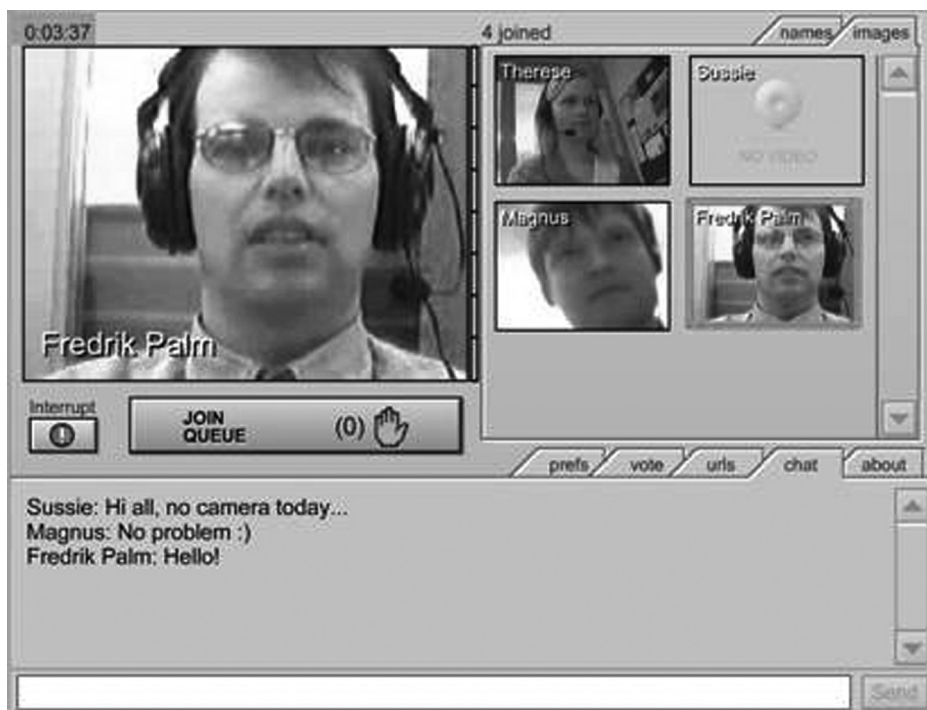 0:03:37
4 joined
names
images
Therese
Sussie
NO VIDEO
Magnus
Fredrik Palm
Fredrik Palm
Interrupt
JOIN
QUEUE
(0)
prefs
vote
urls
chat
about
Sussie: Hi all, no camera today...
Magnus: No problem :)
Fredrik Palm: Hello!
Send